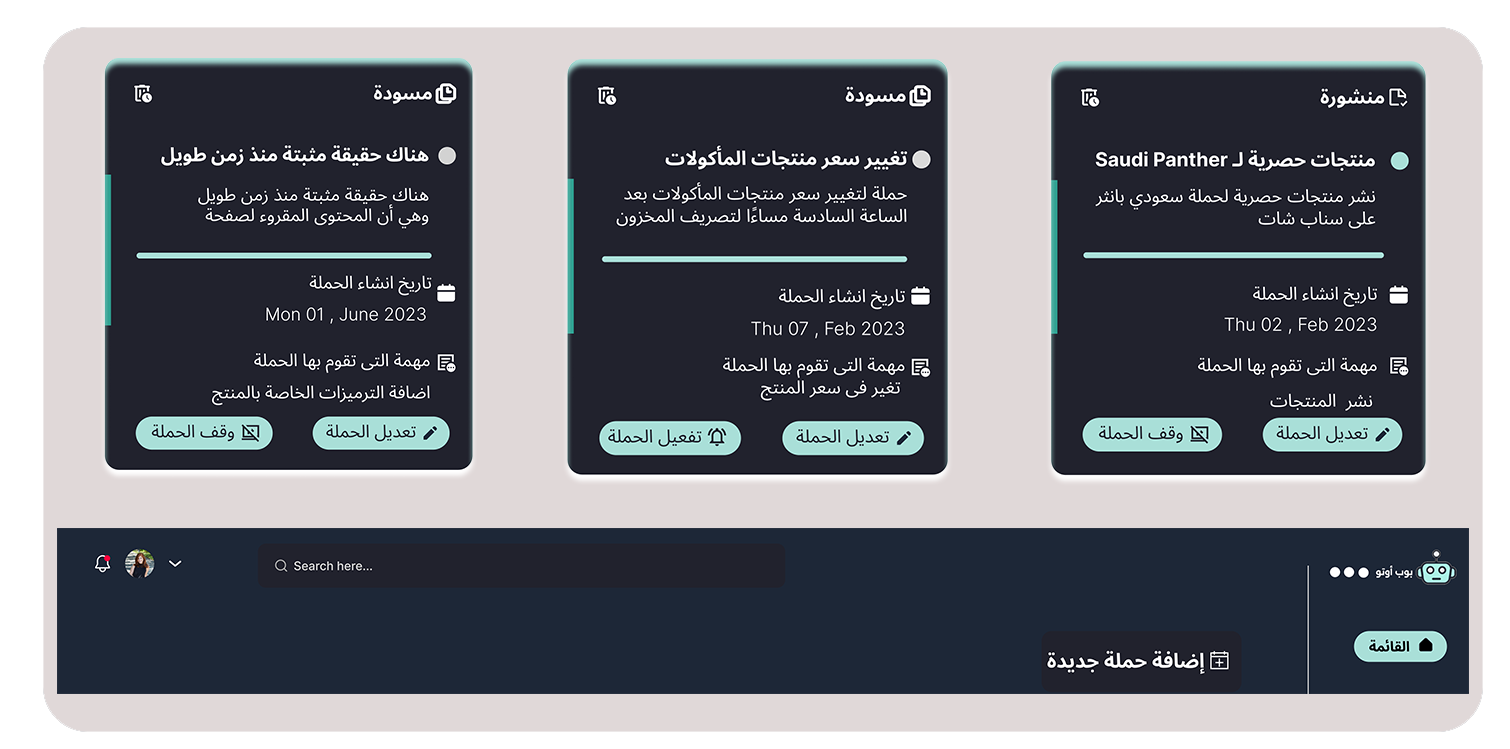 منشورة
منتجات حصرية لـ Saudi Panther
نشر منتجات حصرية لحملة سعودي بانثر
على سناب شات
تاريخ انشاء الحملة
Thu 02 , Feb 2023
مهمة التى تقوم بها الحملة
نشر المنتجات
تعديل الحملة
وقف الحملة
مسودة
تغيير سعر منتجات المأكولات
حملة لتغيير سعر منتجات المأكولات بعد
الساعة السادسة مساءًا لتصريف المخزون
تاريخ انشاء الحملة
Thu 07 , Feb 2023
مهمة التى تقوم بها الحملة
تغير فى سعر المنتج
تعديل الحملة
تفعيل الحملة
مسودة
هناك حقيقة مثبتة منذ زمن طويل
هناك حقيقة مثبتة منذ زمن طويل
وهي أن المحتوى المقروء لصفحة
تاريخ انشاء الحملة
Mon 01 , June 2023
مهمة التى تقوم بها الحملة
اضافة الترميزات الخاصة بالمنتج
تعديل الحملة
وقف الحملة
بوب أوتو
Search here...
القائمة
إضافة حملة جديدة